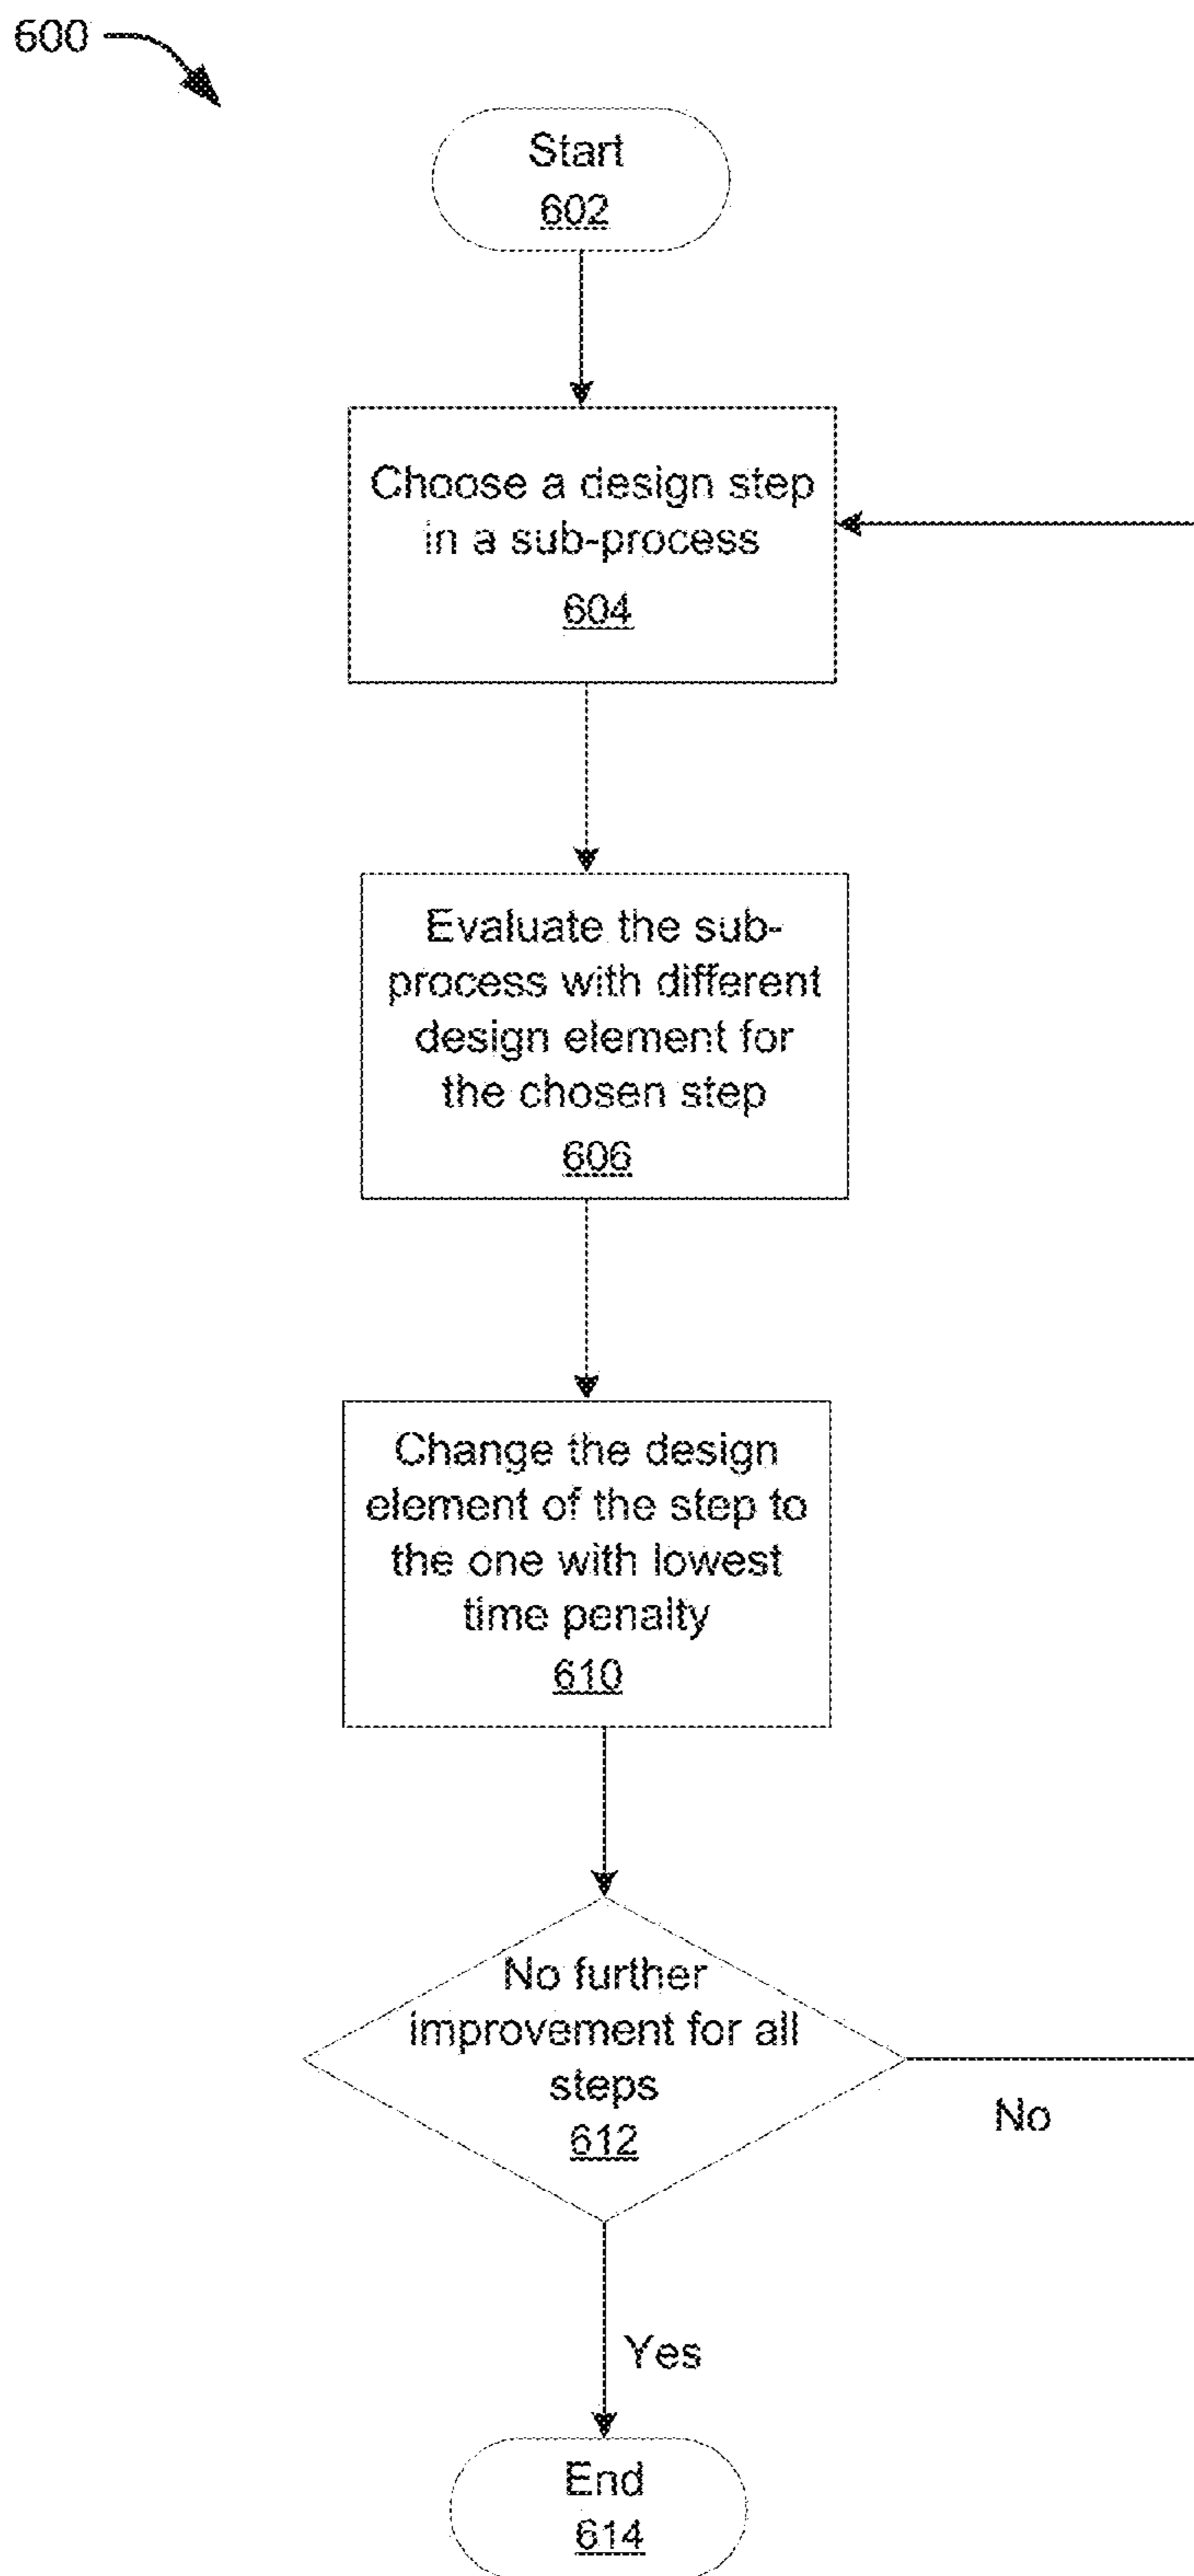 600
Start
602
Choose a design step
in a sub-process
604
Evaluate the sub-
process with different
design element for
the chosen step
606
Change the design
element of the step to
the one with lowest
time penalty
610
No further
improvement for all
steps
612
No
Yes
End
614